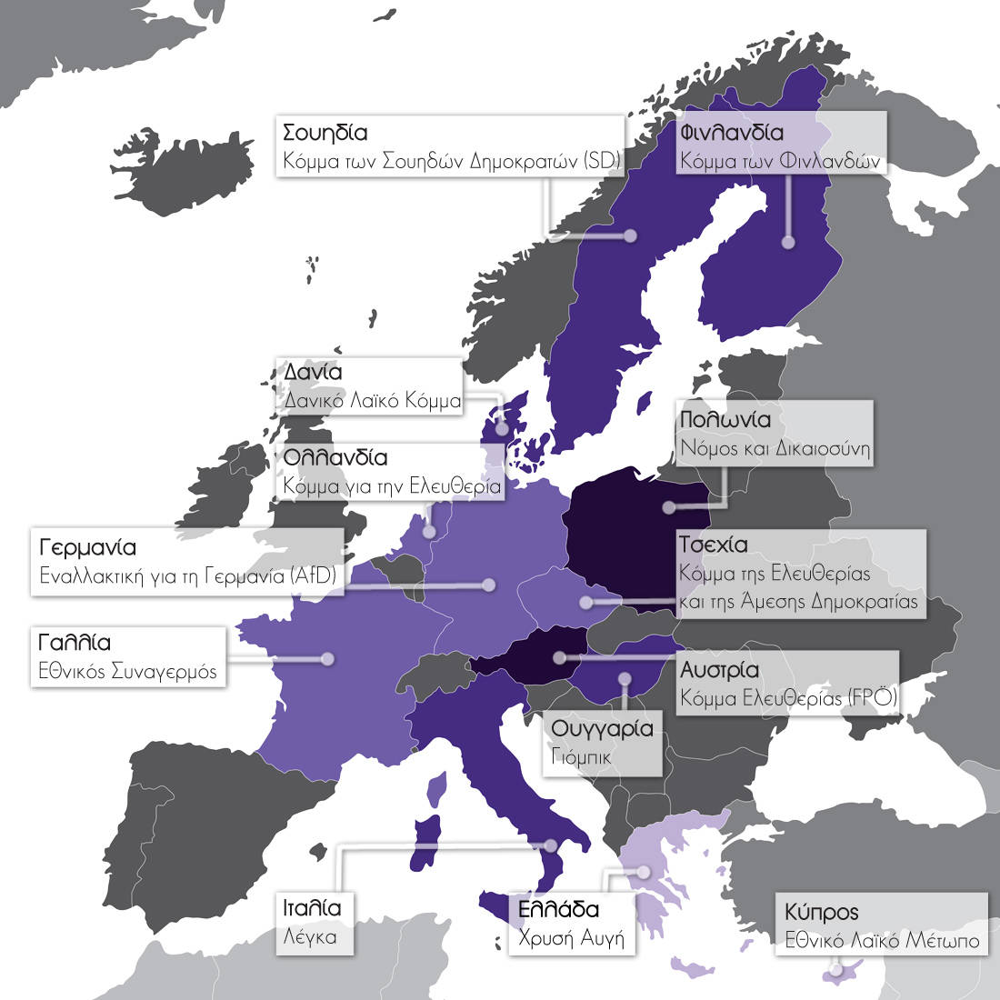 Σουηδία
Κόμμα των Σουηδών Δημοκρατών (SD)
Φινλανδία
Κόμμα των Φινλανδών
Δανία
Δανικό Λαϊκό Κόμμα
Πολωνία
Νόμος και Δικαιοσύνη
Ολλανδία
Κόμμα για την Ελευθερία
Γερμανία
Εναλλακτική για τη Γερμανία (AfD)
Τσεχία
Κόμμα της Ελευθερίας
και της Άμεσης Δημοκρατίας
Γαλλία
Εθνικός Συναγερμός
Αυστρία
Κόμμα Ελευθερίας (FPÖ)
Ουγγαρία
Γιόμπικ
Ιταλία
Λέγκα
Ελλάδα
Χρυσή Αυγή
Κύπρος
Εθνικό Λαϊκό Μέτωπο